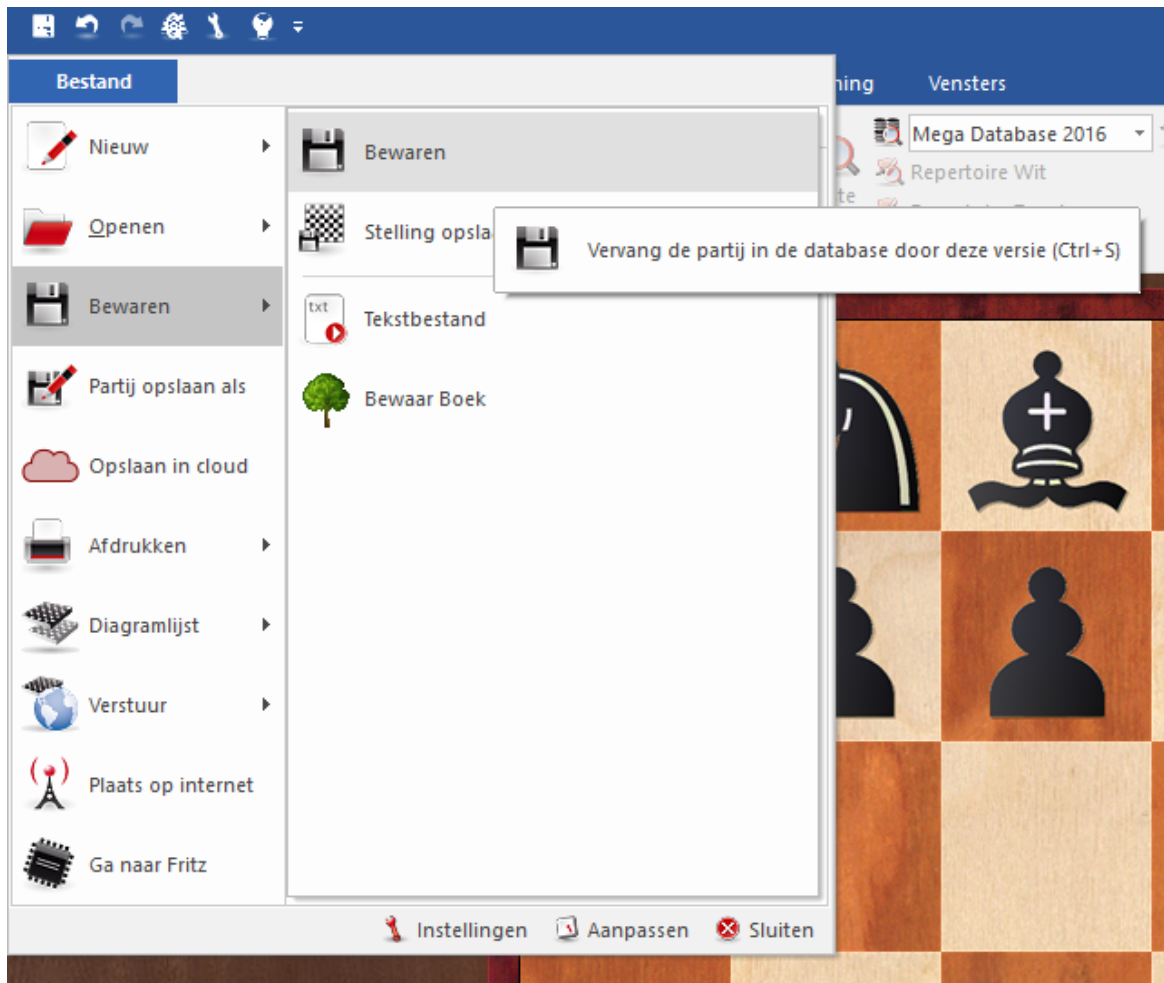 Bestand
ning
Vensters
Nieuw
Openen
Bewaren
Partij opslaan als
Opslaan in cloud
Afdrukken
Diagramlijst
Verstuur
Plaats op internet
Ga naar Fritz
Bewaren
Stelling opsla
Vervang de partij in de database door deze versie (Ctrl+S)
txt
Tekstbestand
Bewaar Boek
Mega Database 2016
Repertoire Wit
te
Instellingen
Aanpassen
Sluiten